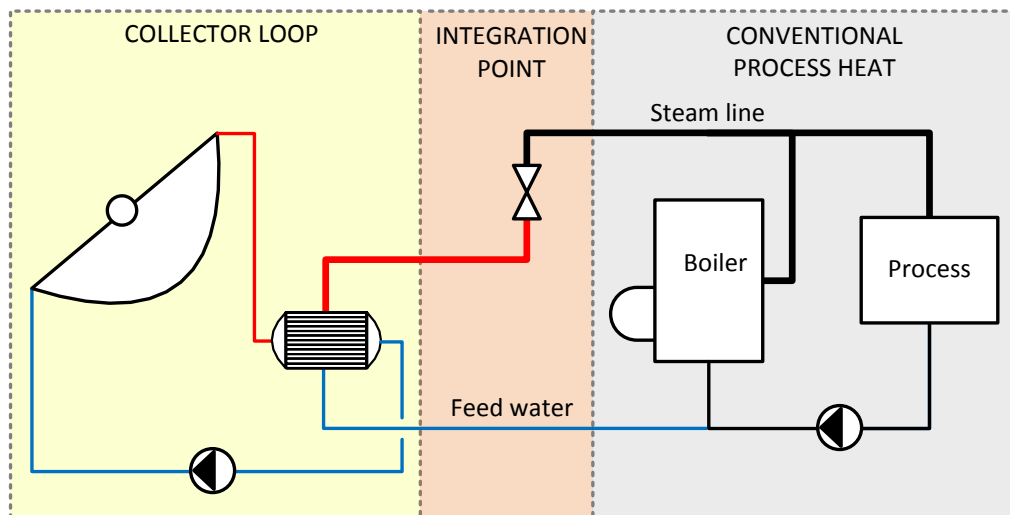 COLLECTOR LOOP
INTEGRATION
POINT
CONVENTIONAL
PROCESS HEAT
Steam line
Boiler
Process
Feed water